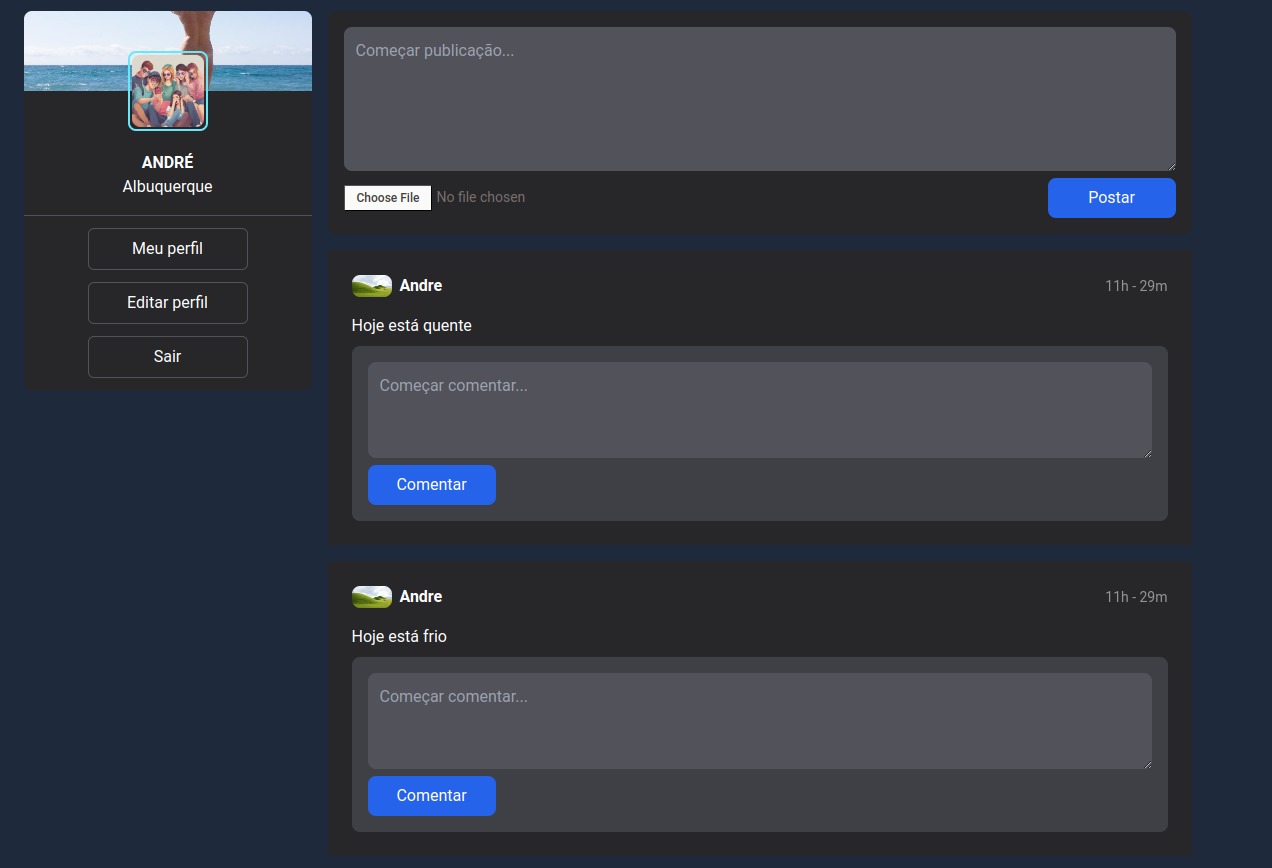 ANDRÉ
Albuquerque
Meu perfil
Editar perfil
Sair
Começar publicação...
Choose File No file chosen
Postar
Andre
11h - 29m
Hoje está quente
Começar comentar...
Comentar
Andre
11h - 29m
Hoje está frio
Começar comentar...
Comentar